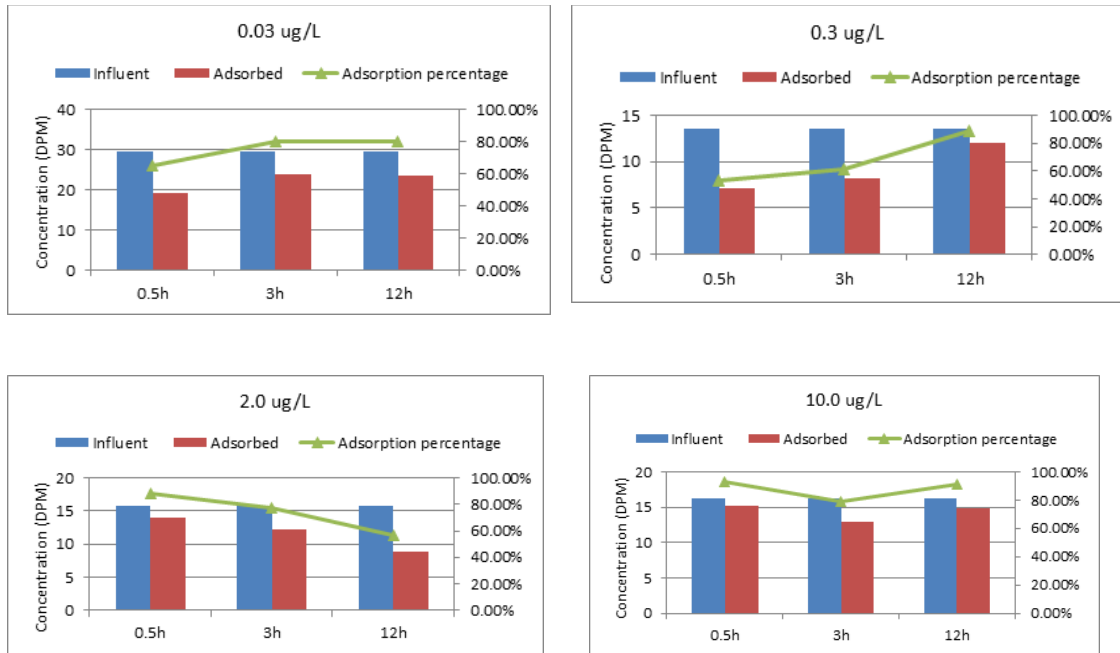 0.03 ug/L
Influent Adsorbed Adsorption percentage
Concentration (DPM)
40
30
20
10
0
100.00%
80.00%
60.00%
40.00%
20.00%
0.00%
0.5h 3h 12h
0.3 ug/L
Influent Adsorbed Adsorption percentage
Concentration (DPM)
15
10
5
0
100.00%
80.00%
60.00%
40.00%
20.00%
0.00%
0.5h 3h 12h
2.0 ug/L
Influent Adsorbed Adsorption percentage
Concentration (DPM)
20
15
10
5
0
100.00%
80.00%
60.00%
40.00%
20.00%
0.00%
0.5h 3h 12h
10.0 ug/L
Influent Adsorbed Adsorption percentage
Concentration (DPM)
20
15
10
5
0
100.00%
80.00%
60.00%
40.00%
20.00%
0.00%
0.5h 3h 12h